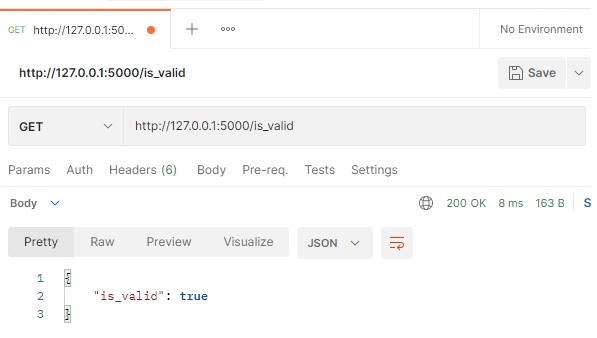 GET http://127.0.0.1:50... No Environment
http://127.0.0.1:5000/is_valid Save
GET http://127.0.0.1:5000/is_valid
Params Auth Headers (6) Body Pre-req. Tests Settings
Body 200 OK 8 ms 163 B S
Pretty Raw Preview Visualize JSON
1 {
2 "is_valid": true
3 }